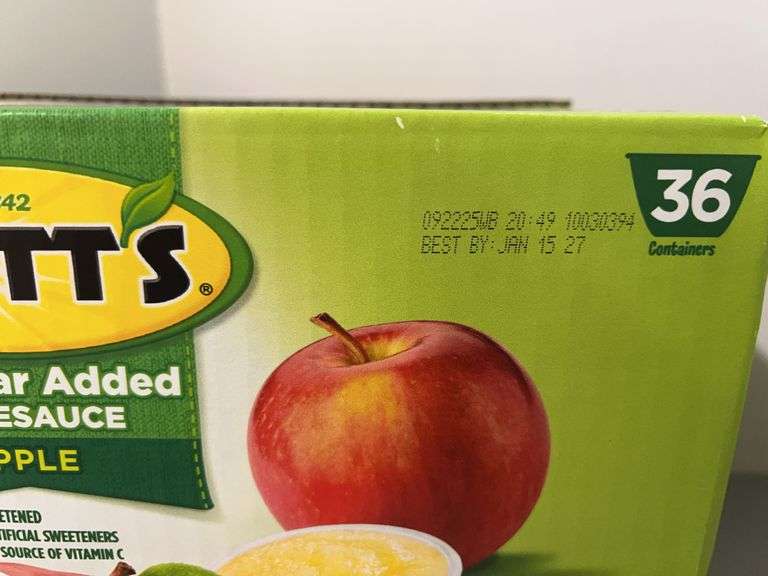 842
TT'S®
ar Added
ESAUCE
PPLE
ETENED
TIFICIAL SWEETENERS
SOURCE OF VITAMIN C
092225WB 20:49 10030394
BEST BY:JAN 15 27
36
Containers